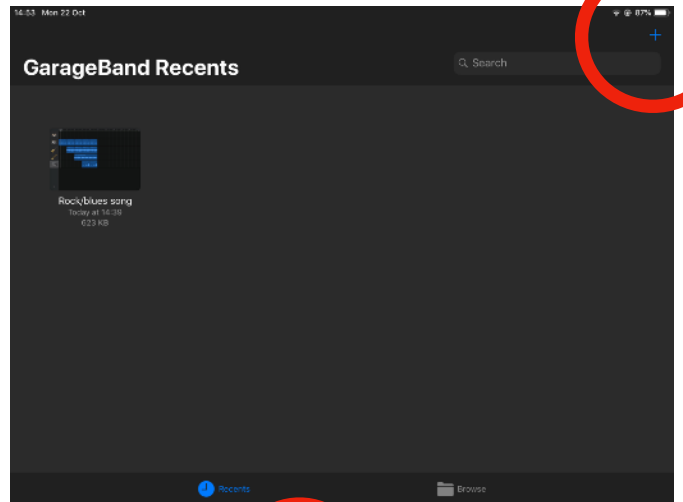 14:53 Mon 22 Oct
87%
+
GarageBand Recents
Search
Rock/blues song
Today at 14:39
623 KB
Recents
Browse